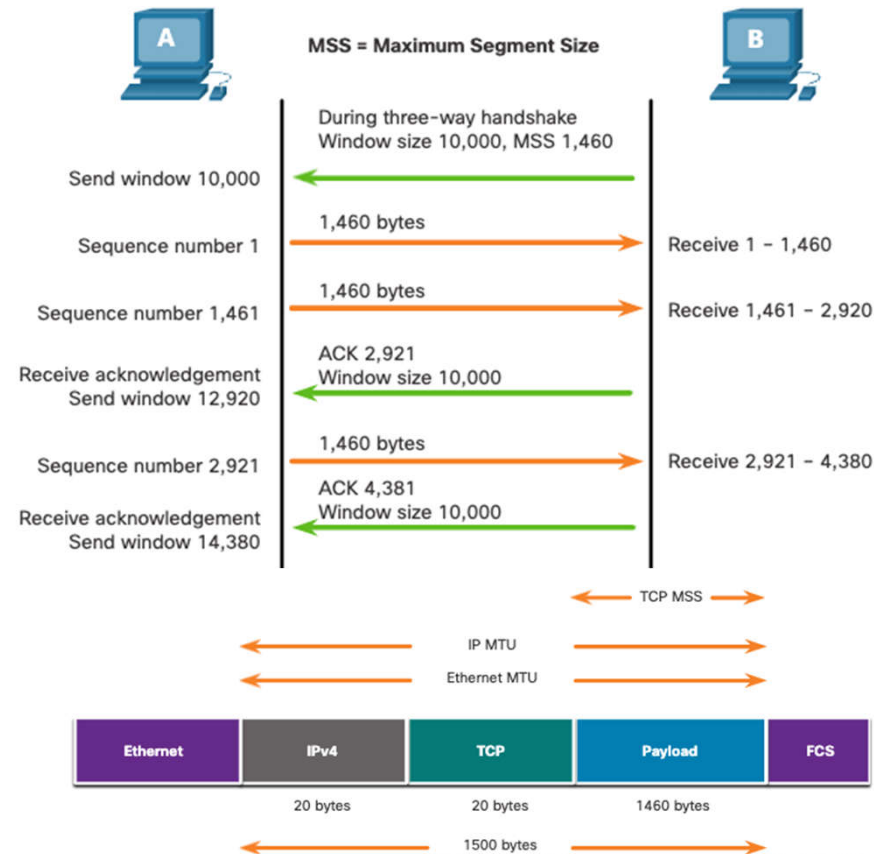 A
MSS = Maximum Segment Size
B
During three-way handshake
Window size 10,000, MSS 1,460
Send window 10,000
1,460 bytes
Sequence number 1
Receive 1 - 1,460
1,460 bytes
Sequence number 1,461
Receive 1,461 - 2,920
ACK 2,921
Window size 10,000
Receive acknowledgement
Send window 12,920
1,460 bytes
Sequence number 2,921
Receive 2,921 - 4,380
ACK 4,381
Window size 10,000
Receive acknowledgement
Send window 14,380
TCP MSS
IP MTU
Ethernet MTU
Ethernet
IPv4
TCP
Payload
FCS
20 bytes
20 bytes
1460 bytes
1500 bytes